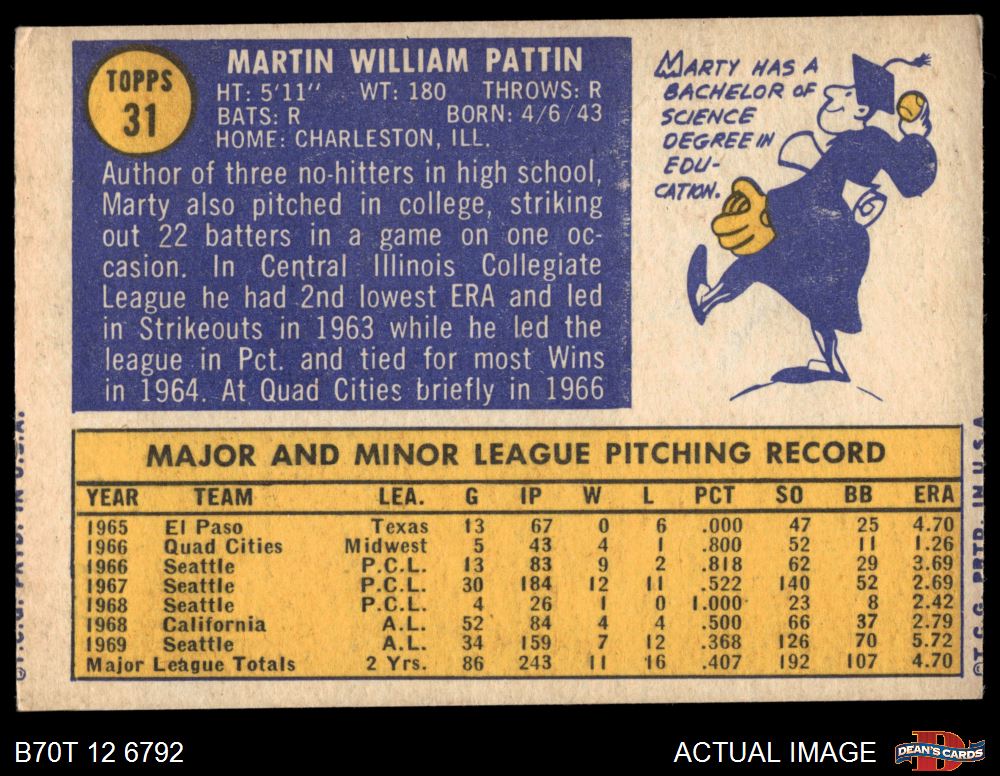 TOPPS
31
MARTIN WILLIAM PATTIN
HT: 5'11" WT: 180 THROWS: R
BATS: R BORN: 4/6/43
HOME: CHARLESTON, ILL.
Author of three no-hitters in high school,
Marty also pitched in college, striking
out 22 batters in a game on one oc-
casion. In Central Illinois Collegiate
League he had 2nd lowest ERA and led
in Strikeouts in 1963 while he led the
league in Pct. and tied for most Wins
in 1964. At Quad Cities briefly in 1966
MARTY HAS A
BACHELOR OF
SCIENCE
DEGREE IN
EDU-
CATION.
MAJOR AND MINOR LEAGUE PITCHING RECORD
YEAR TEAM LEA. G IP W L PCT SO BB ERA
1965 El Paso Texas 13 67 0 6 .000 47 25 4.70
1966 Quad Cities Midwest 5 43 4 1 .800 52 11 1.26
1966 Seattle P.C.L. 13 83 9 2 .818 62 29 3.69
1967 Seattle P.C.L. 30 184 12 11 .522 140 52 2.69
1968 Seattle P.C.L. 4 26 1 0 1.000 23 8 2.42
1968 California A.L. 52 84 4 4 .500 66 37 2.79
1969 Seattle A.L. 34 159 7 12 .368 126 70 5.72
Major League Totals 2 Yrs. 86 243 11 16 .407 192 107 4.70
©T.C.G. PRTD. IN U.S.A.
©T.C.G. PRTD. IN U.S.A.
B70T 12 6792
ACTUAL IMAGE
D
DEAN'S CARDS